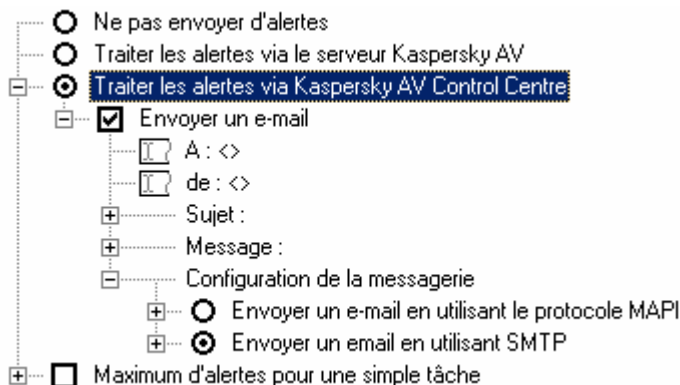 Ne pas envoyer d'alertes
Traiter les alertes via le serveur Kaspersky AV
Traiter les alertes via Kaspersky AV Control Centre
Envoyer un e-mail
A : <>
de : <>
Sujet :
Message :
Configuration de la messagerie
Envoyer un e-mail en utilisant le protocole MAPI
Envoyer un email en utilisant SMTP
Maximum d'alertes pour une simple tâche